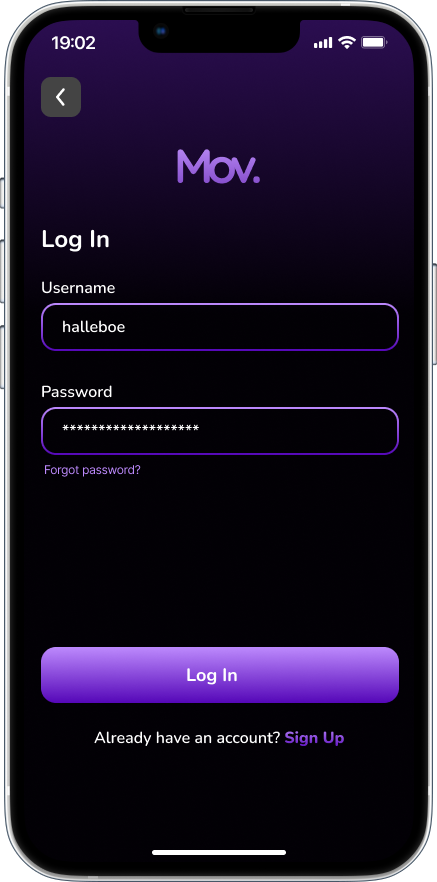 19:02
Mov.
Log In
Username
halleboe
Password
*******************
Forgot password?
Log In
Already have an account? Sign Up